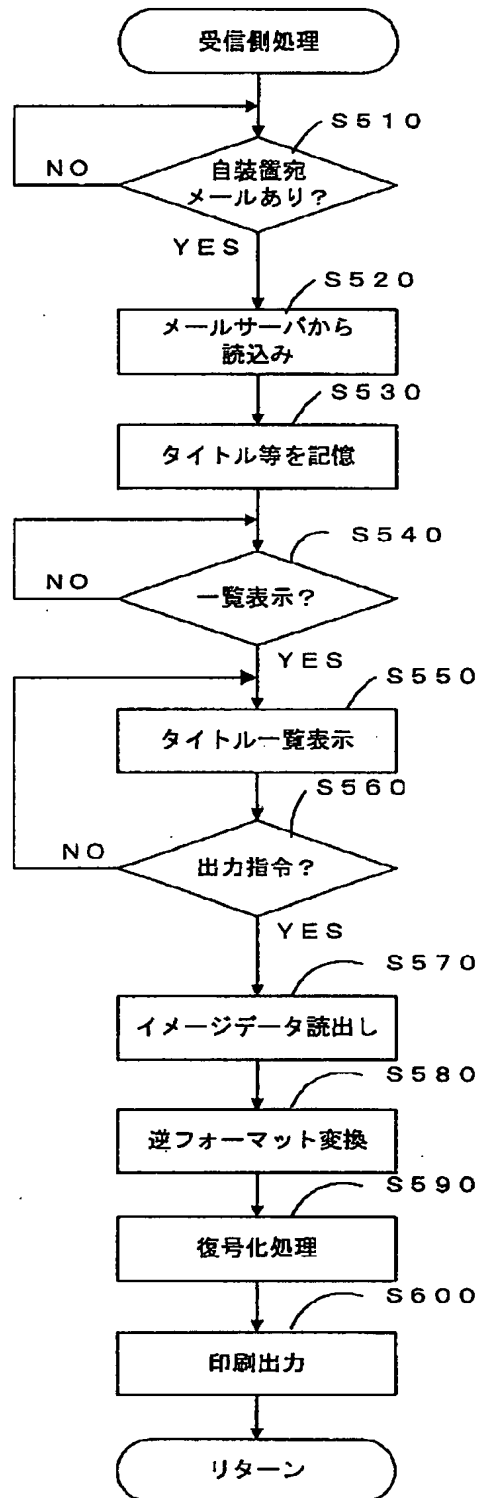 受信側処理
S510
自装置宛
メールあり？
NO
YES
S520
メールサーバから
読込み
S530
タイトル等を記憶
S540
一覧表示？
NO
YES
S550
タイトル一覧表示
S560
出力指令？
NO
YES
S570
イメージデータ読出し
S580
逆フォーマット変換
S590
復号化処理
S600
印刷出力
リターン